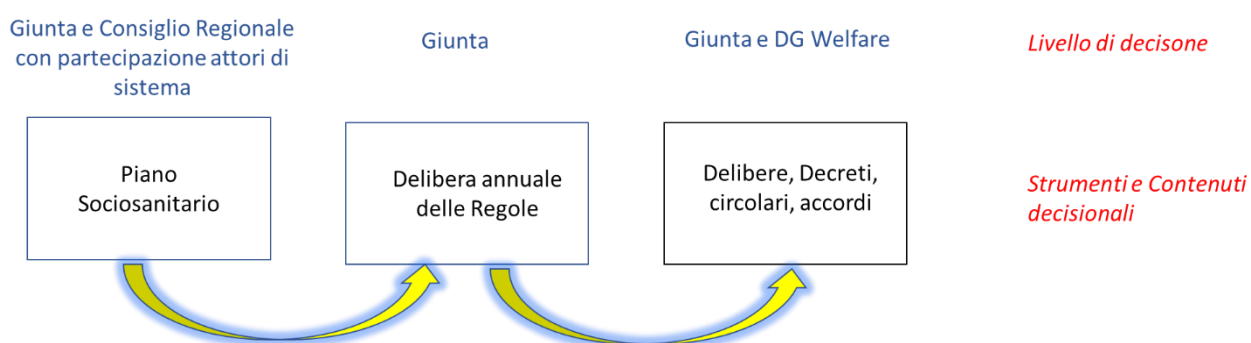 Giunta e Consiglio Regionale
con partecipazione attori di
sistema
Giunta
Giunta e DG Welfare
Livello di decisone
Piano
Sociosanitario
Delibera annuale
delle Regole
Delibere, Decreti,
circolari, accordi
Strumenti e Contenuti
decisionali